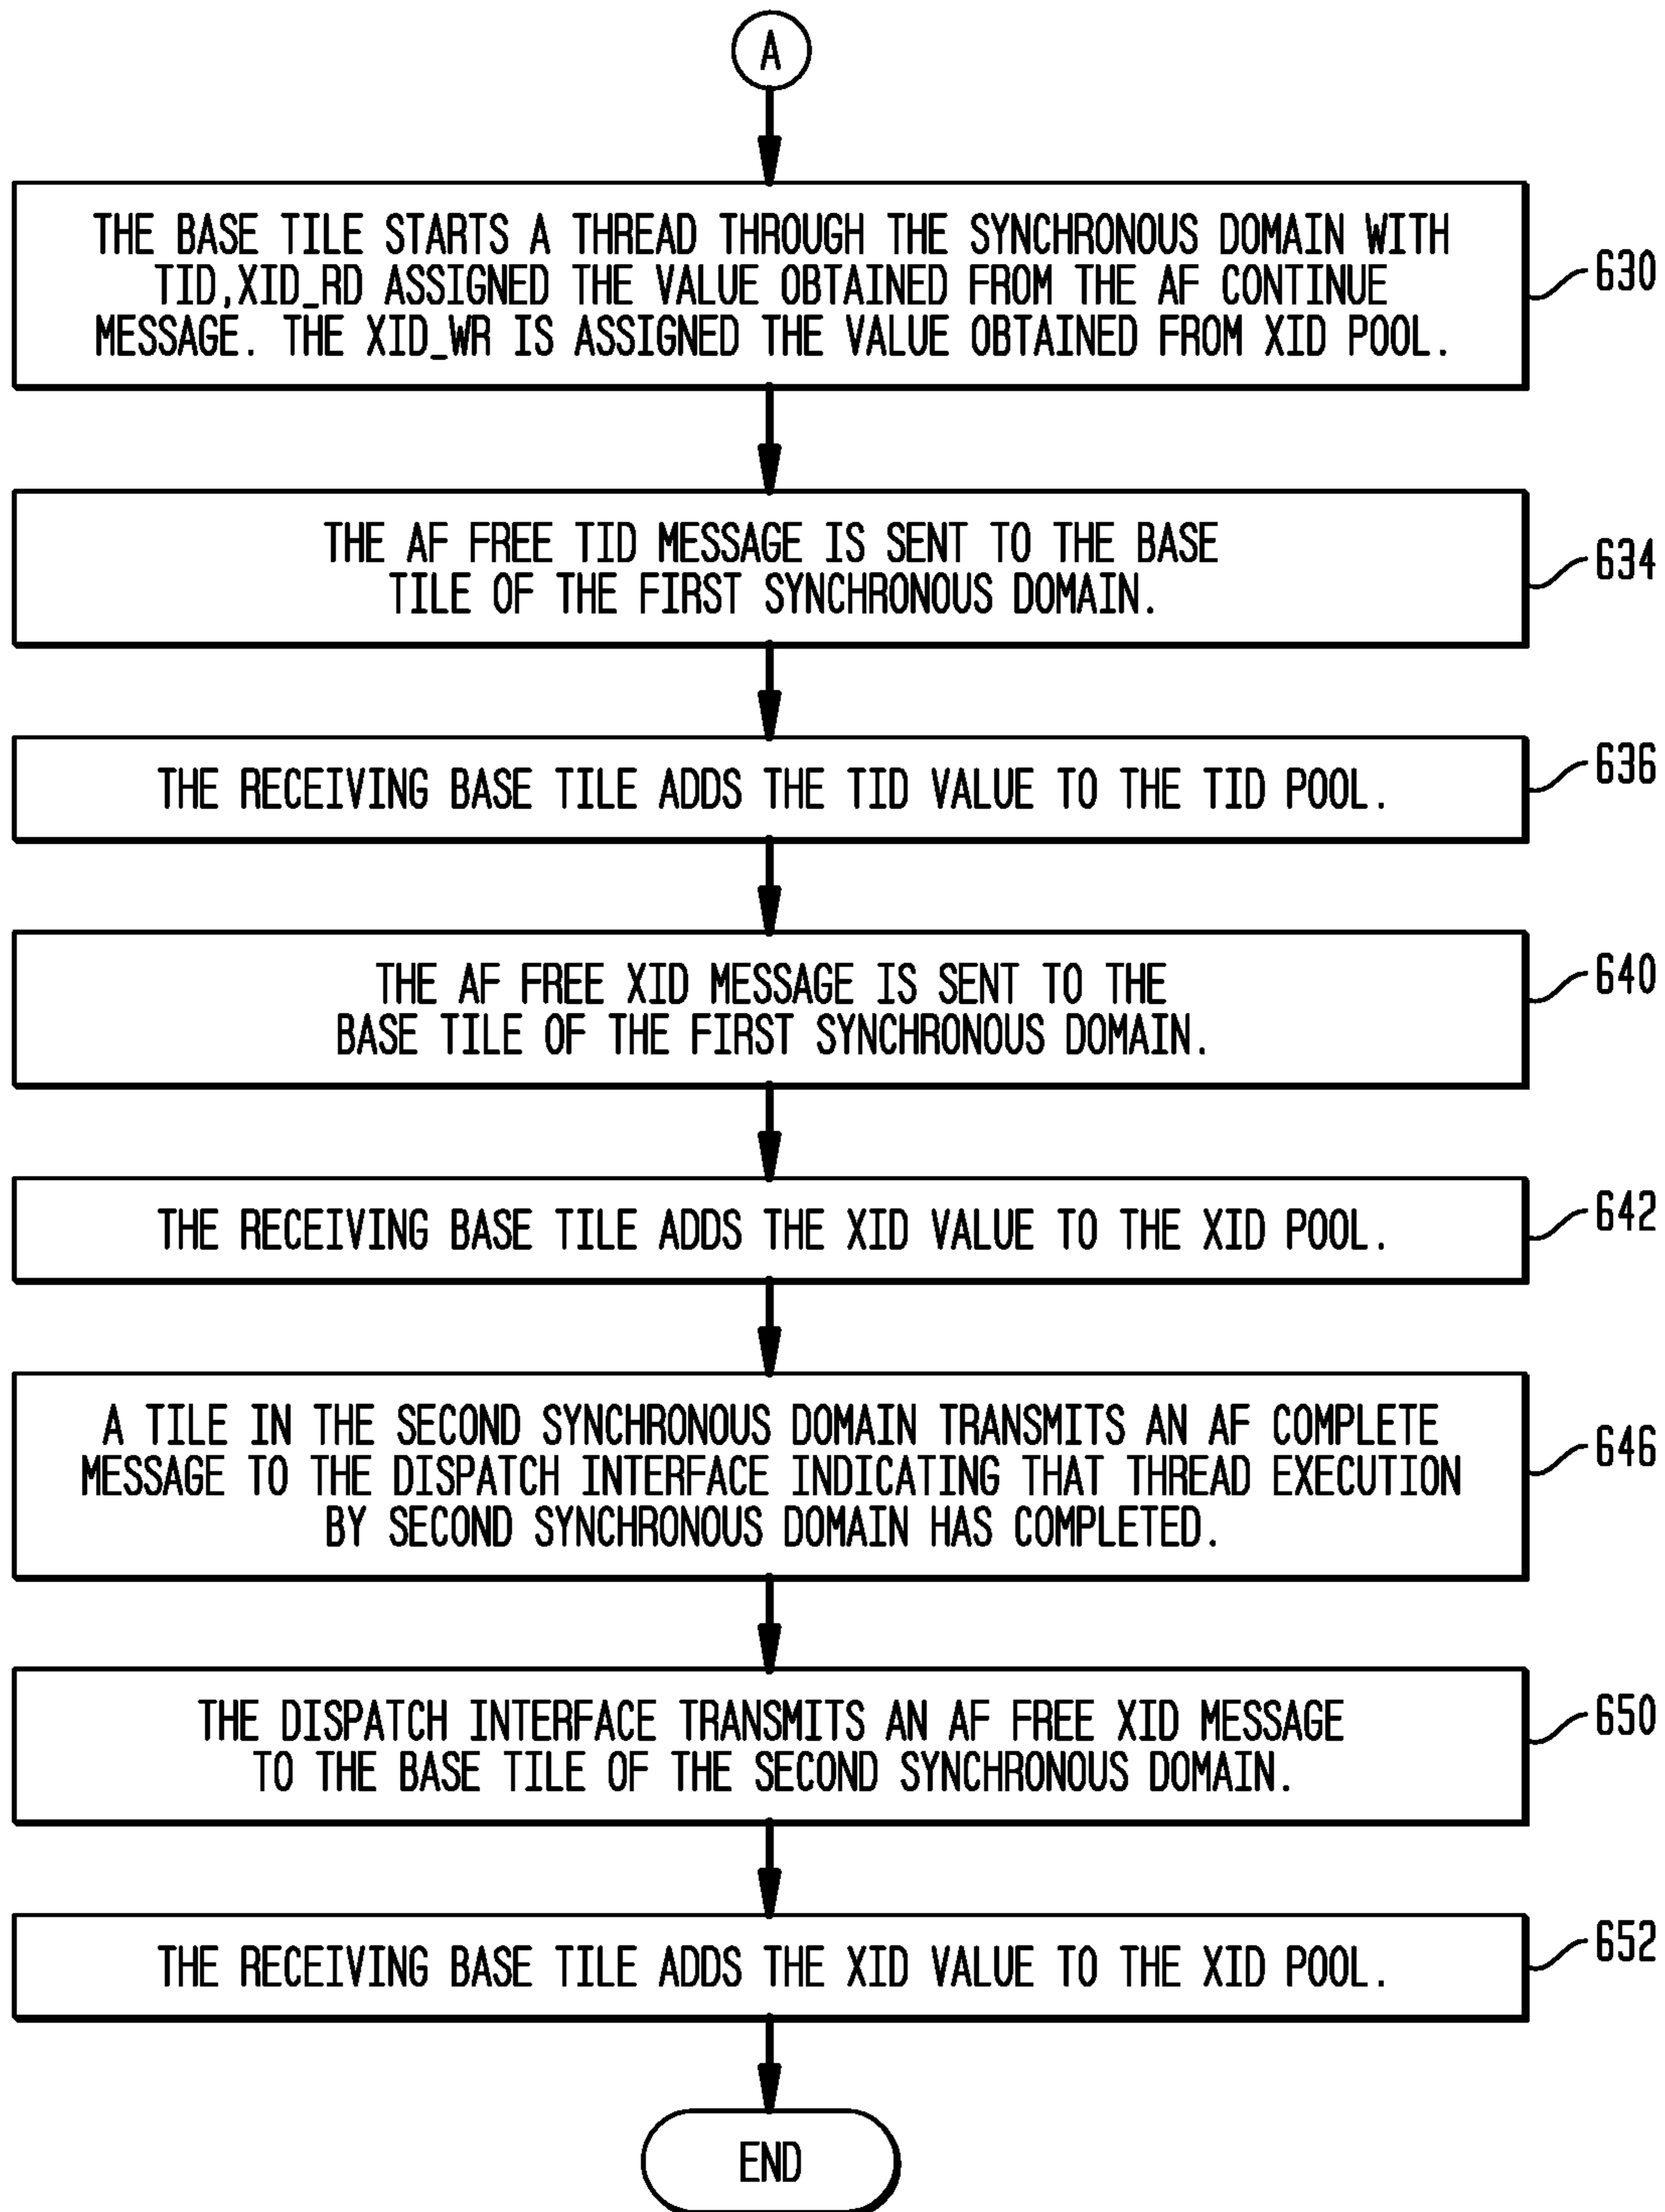 A
THE BASE TILE STARTS A THREAD THROUGH THE SYNCHRONOUS DOMAIN WITH
TID,XID_RD ASSIGNED THE VALUE OBTAINED FROM THE AF CONTINUE
MESSAGE. THE XID_WR IS ASSIGNED THE VALUE OBTAINED FROM XID POOL.
630
THE AF FREE TID MESSAGE IS SENT TO THE BASE
TILE OF THE FIRST SYNCHRONOUS DOMAIN.
634
THE RECEIVING BASE TILE ADDS THE TID VALUE TO THE TID POOL.
636
THE AF FREE XID MESSAGE IS SENT TO THE
BASE TILE OF THE FIRST SYNCHRONOUS DOMAIN.
640
THE RECEIVING BASE TILE ADDS THE XID VALUE TO THE XID POOL.
642
A TILE IN THE SECOND SYNCHRONOUS DOMAIN TRANSMITS AN AF COMPLETE
MESSAGE TO THE DISPATCH INTERFACE INDICATING THAT THREAD EXECUTION
BY SECOND SYNCHRONOUS DOMAIN HAS COMPLETED.
646
THE DISPATCH INTERFACE TRANSMITS AN AF FREE XID MESSAGE
TO THE BASE TILE OF THE SECOND SYNCHRONOUS DOMAIN.
650
THE RECEIVING BASE TILE ADDS THE XID VALUE TO THE XID POOL.
652
END